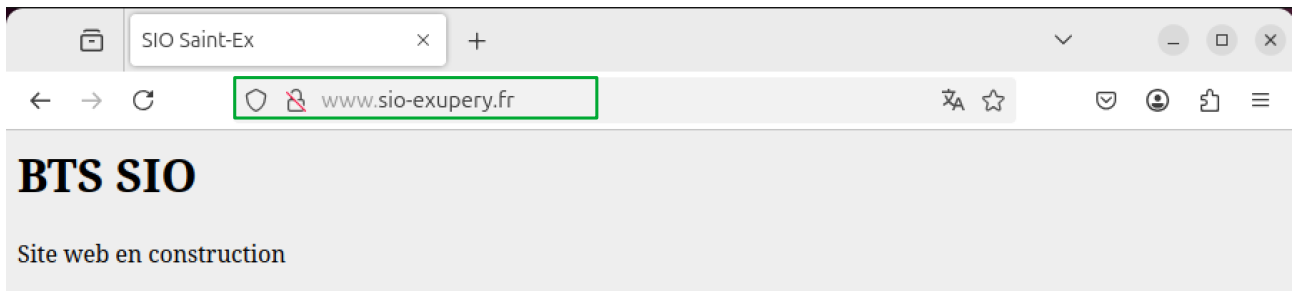 SIO Saint-Ex
www.sio-exupery.fr
BTS SIO
Site web en construction